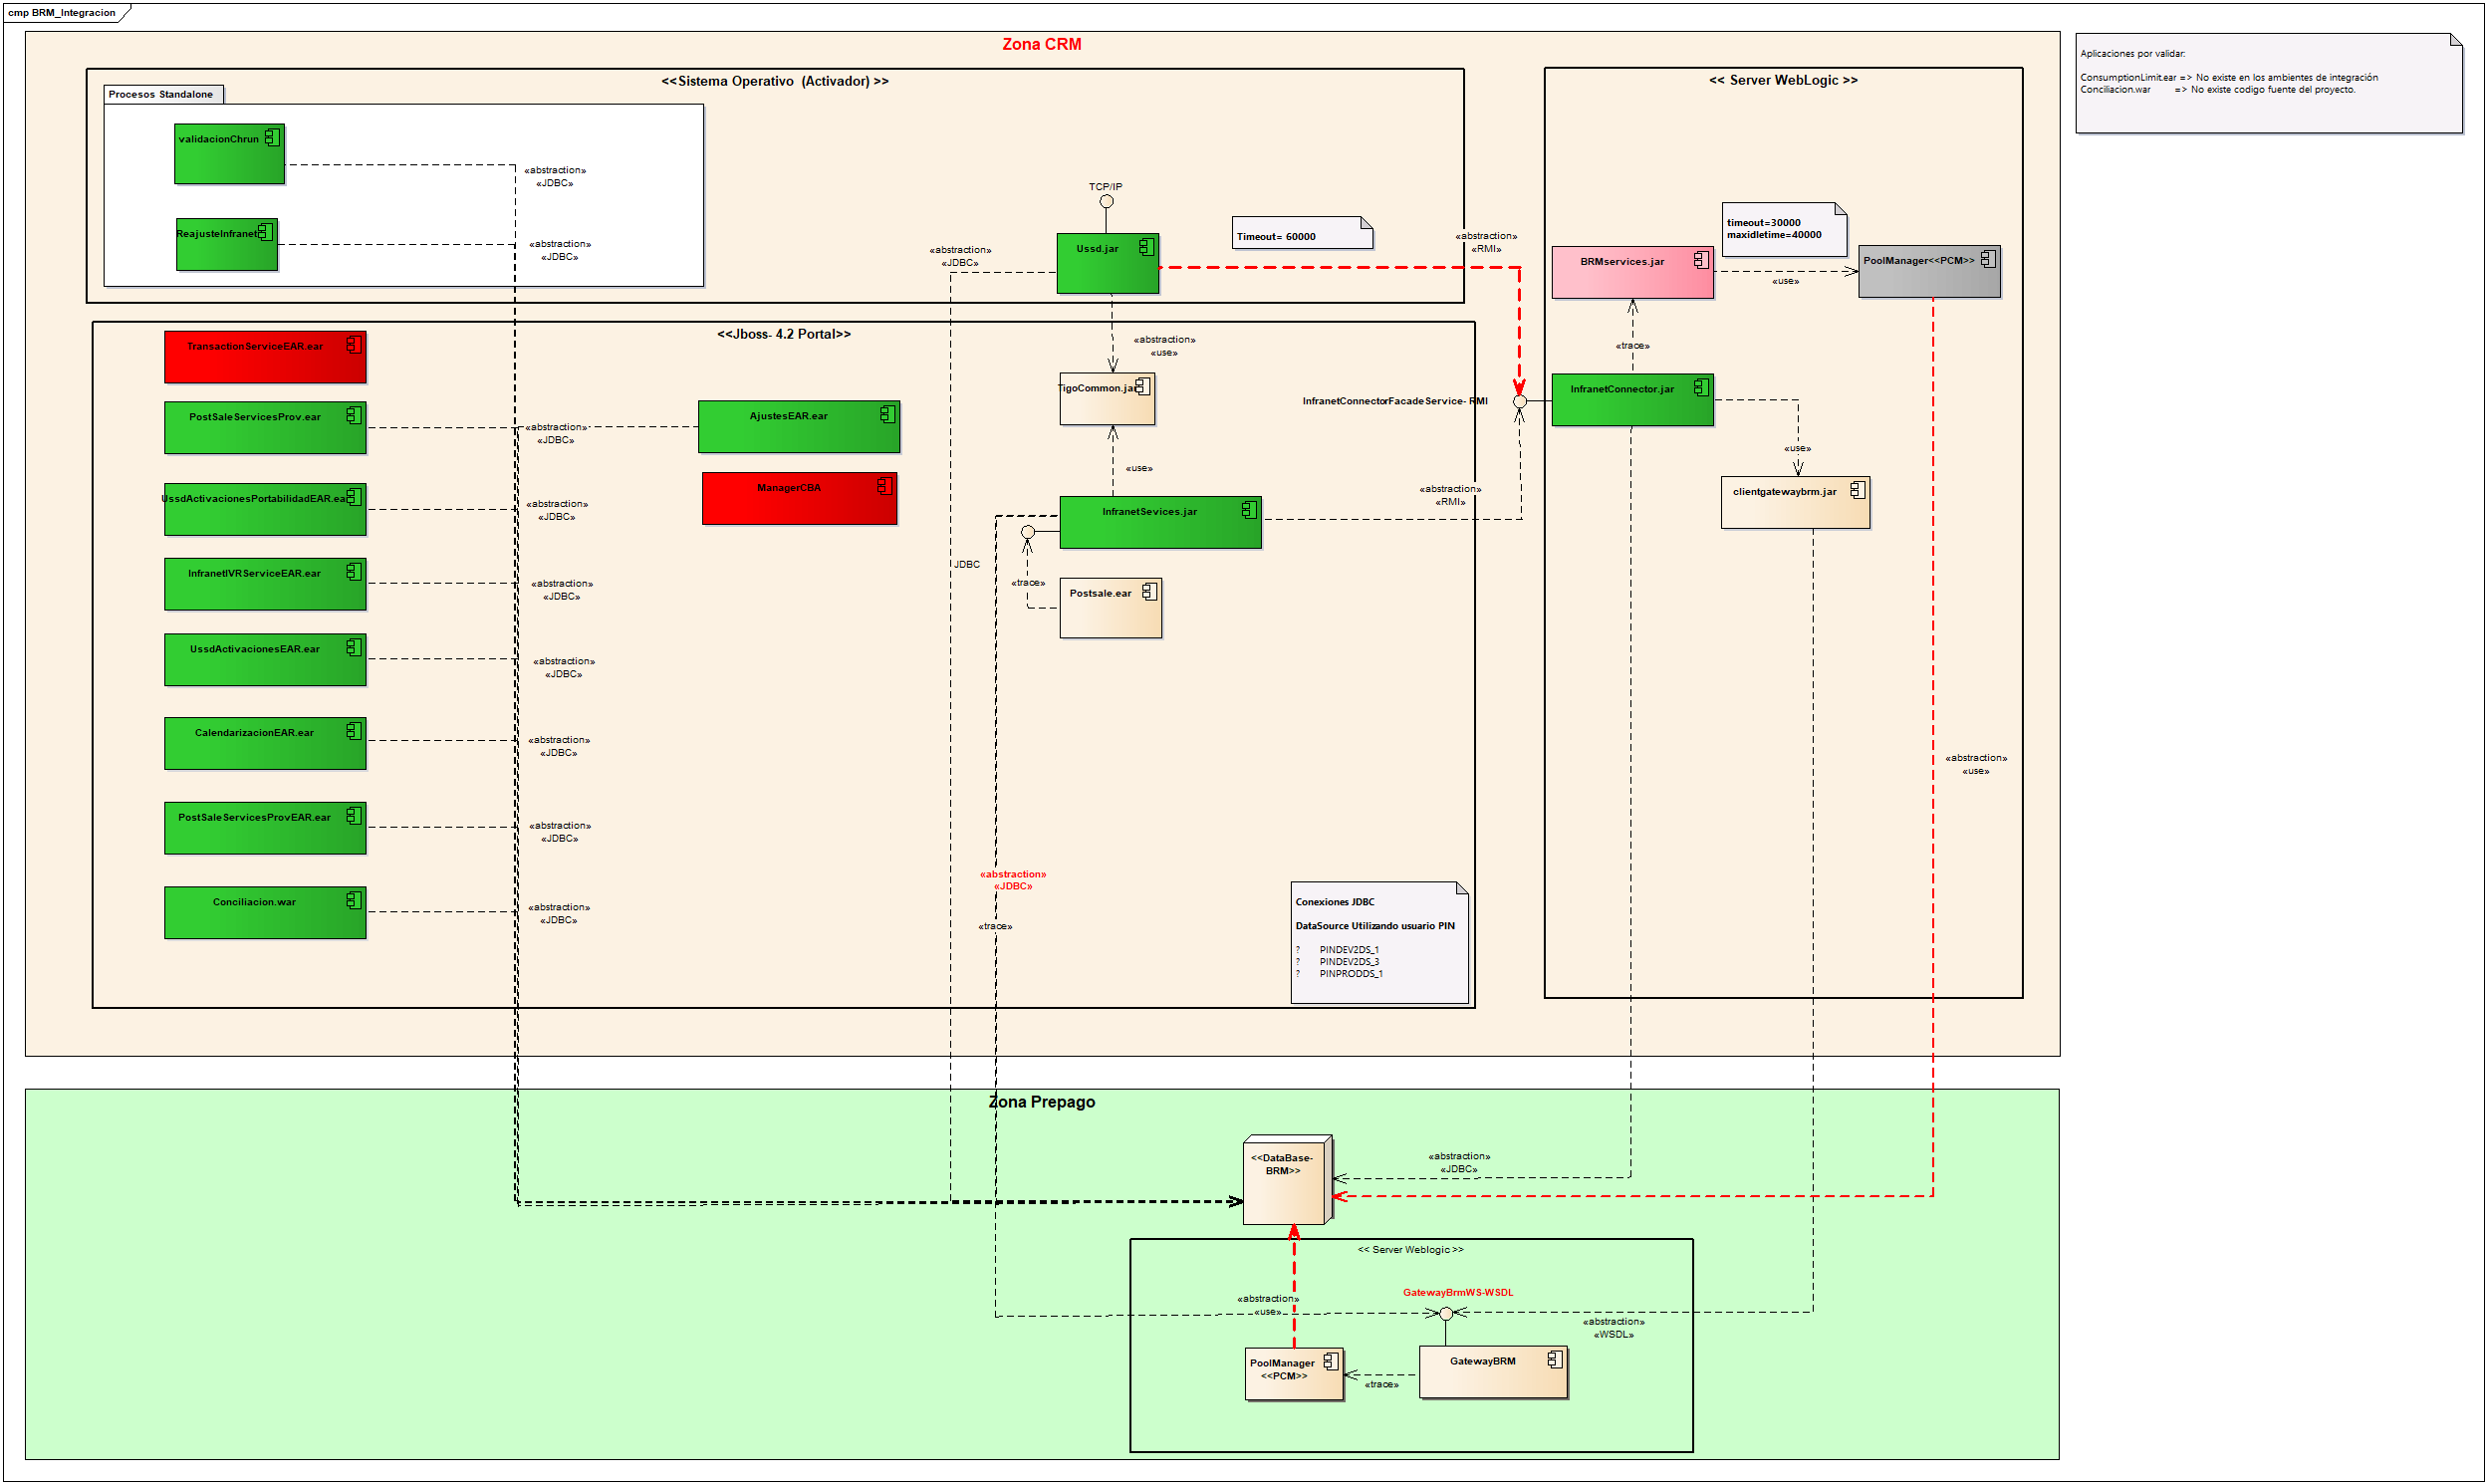 cmp BRM_Integracion
Zona CRM
<<Sistema Operativo  (Activador) >>
Procesos Standalone
validacionChrun
«abstraction»
«JDBC»
ReajusteInfranet
«abstraction»
«JDBC»
TCP/IP
Ussd.jar
Timeout= 60000
«abstraction»
«JDBC»
«abstraction»
«RMI»
<<Jboss- 4.2 Portal>>
TransactionServiceEAR.ear
PostSaleServicesProv.ear
«abstraction»
«JDBC»
UssdActivacionesPortabilidadEAR.ear
«abstraction»
«JDBC»
InfranetIVRServiceEAR.ear
«abstraction»
«JDBC»
UssdActivacionesEAR.ear
«abstraction»
«JDBC»
CalendarizacionEAR.ear
«abstraction»
«JDBC»
PostSaleServicesProvEAR.ear
«abstraction»
«JDBC»
Conciliacion.war
«abstraction»
«JDBC»
AjustesEAR.ear
ManagerCBA
«abstraction»
«use»
TigoCommon.jar
«use»
InfranetSevices.jar
«abstraction»
«RMI»
JDBC
«trace»
Postsale.ear
«abstraction»
«JDBC»
«trace»
Conexiones JDBC
DataSource Utilizando usuario PIN
?	PINDEV2DS_1
?	PINDEV2DS_3
?	PINPRODDS_1
<< Server WebLogic >>
timeout=30000
maxidletime=40000
BRMservices.jar
«use»
PoolManager<<PCM>>
«trace»
InfranetConnectorFacadeService- RMI
InfranetConnector.jar
«use»
clientgatewaybrm.jar
«abstraction»
«use»
Aplicaciones por validar:
ConsumptionLimit.ear => No existe en los ambientes de integración
Conciliacion.war	=> No existe codigo fuente del proyecto.
Zona Prepago
<<DataBase-
BRM>>
«abstraction»
«JDBC»
<< Server Weblogic >>
«abstraction»
«use»
GatewayBrmWS-WSDL
«abstraction»
«WSDL»
PoolManager
<<PCM>>
«trace»
GatewayBRM